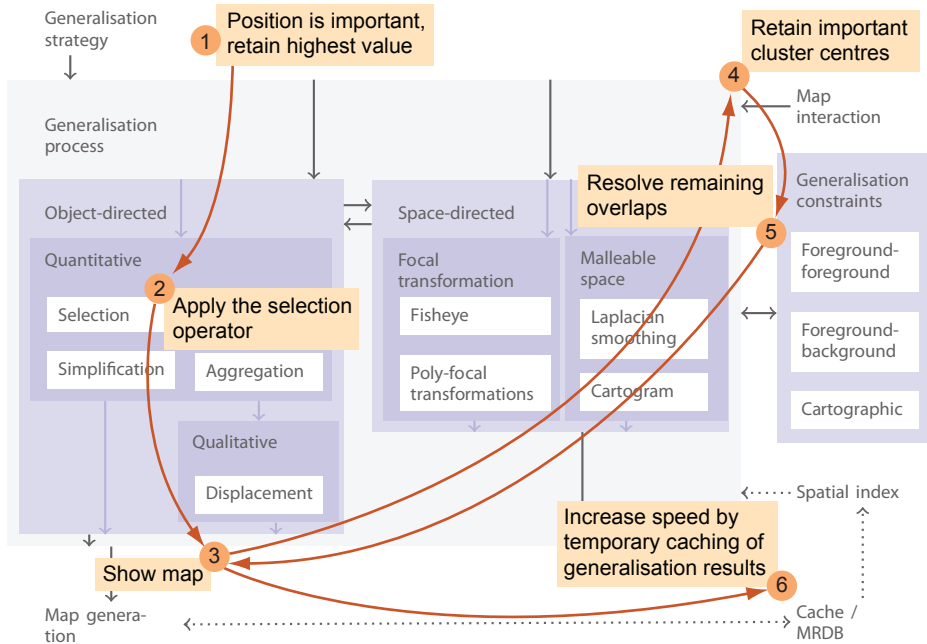 Generalisation
strategy
1
Position is important,
retain highest value
Retain important
cluster centres
4
Map
interaction
Generalisation
process
Resolve remaining
overlaps
Generalisation
constraints
Object-directed
Space-directed
5
Quantitative
Focal
transformation
Malleable
space
Foreground-
foreground
2
Apply the selection
operator
Selection
Fisheye
Laplacian
smoothing
Foreground-
background
Simplification
Aggregation
Poly-focal
transformations
Cartogram
Cartographic
Qualitative
Displacement
Spatial index
Increase speed by
temporary caching of
generalisation results
3
Show map
6
Map genera-
tion
Cache /
MRDB